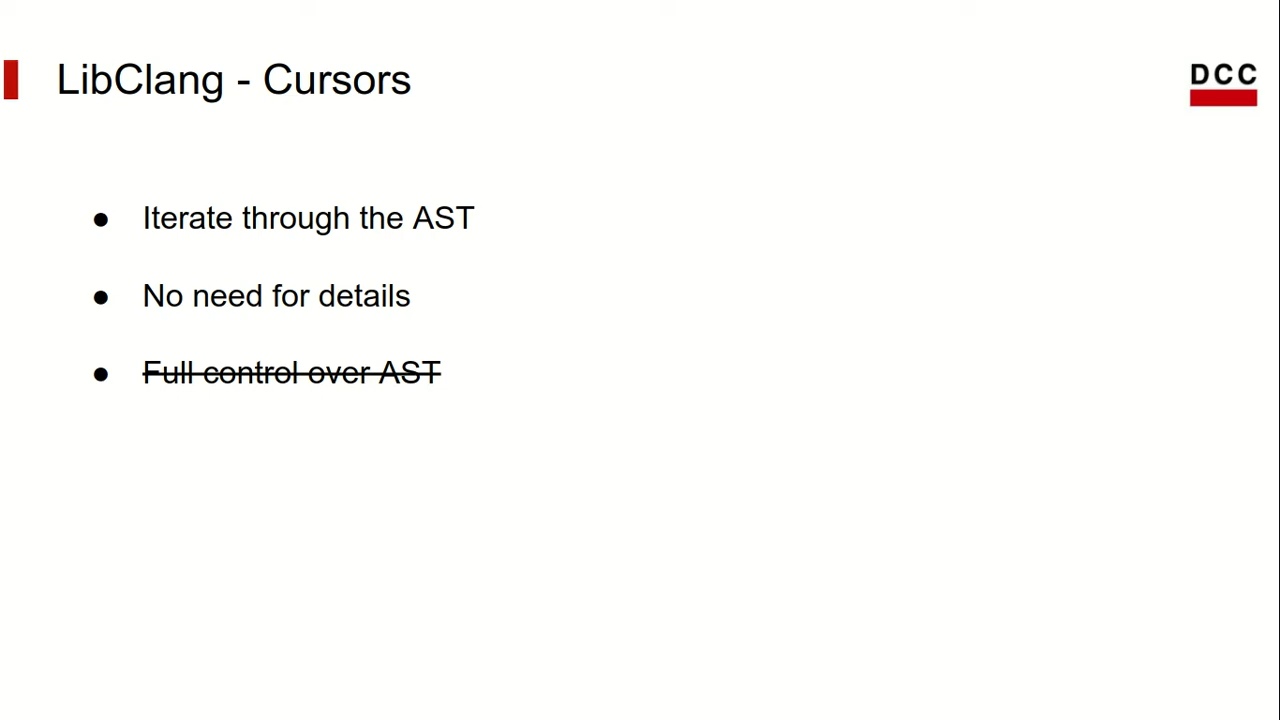 LibClang - Cursors
DCC
● Iterate through the AST
● No need for details
● Full control over AST